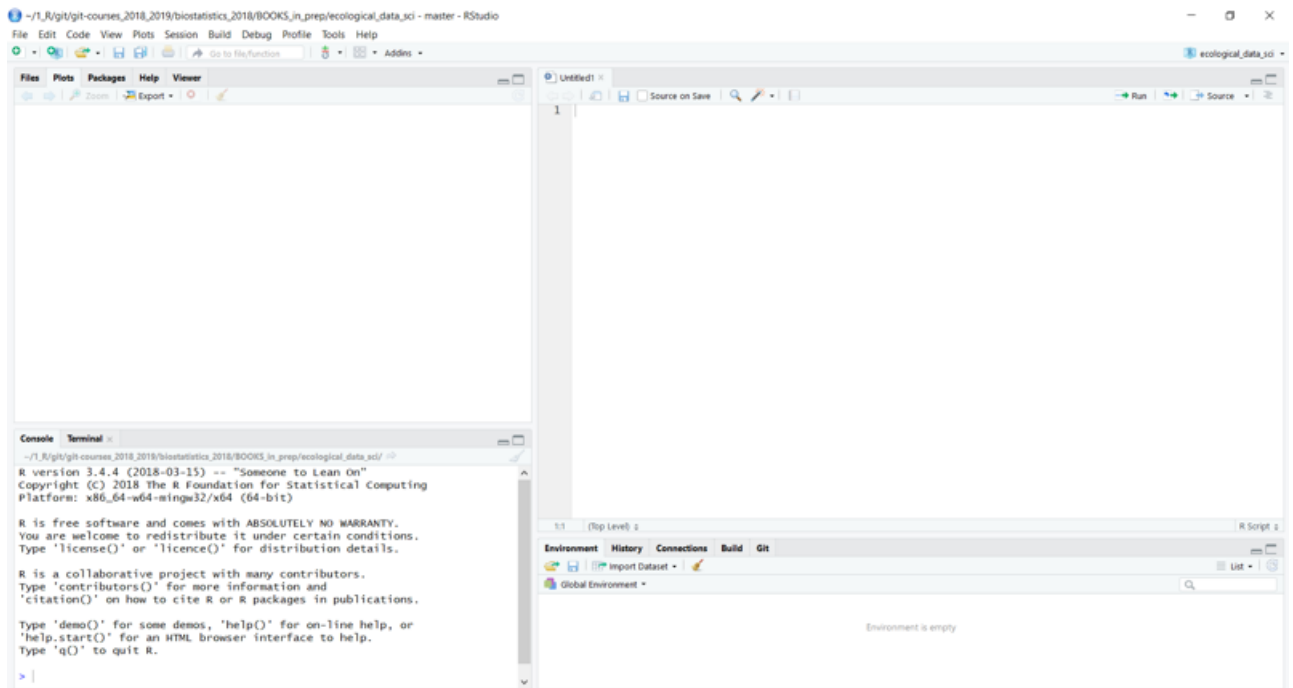 ~/1_R/git/git-courses_2018_2019/biostatistics_2018/BOOKS_in_prep/ecological_data_sci - master - RStudio
File Edit Code View Plots Session Build Debug Profile Tools Help
Go to file/function Addins ecological_data_sci
Files Plots Packages Help Viewer
Zoom Export
Console Terminal
~/1_R/git/git-courses_2018_2019/biostatistics_2018/BOOKS_in_prep/ecological_data_sci/
R version 3.4.4 (2018-03-15) -- "Someone to Lean On"
Copyright (C) 2018 The R Foundation for Statistical Computing
Platform: x86_64-w64-mingw32/x64 (64-bit)
R is free software and comes with ABSOLUTELY NO WARRANTY.
You are welcome to redistribute it under certain conditions.
Type 'license()' or 'licence()' for distribution details.
R is a collaborative project with many contributors.
Type 'contributors()' for more information and
'citation()' on how to cite R or R packages in publications.
Type 'demo()' for some demos, 'help()' for on-line help, or
'help.start()' for an HTML browser interface to help.
Type 'q()' to quit R.
>
Untitled1
Source on Save Run Source
1
1:1 (Top Level) R Script
Environment History Connections Build Git
Import Dataset List
Global Environment
Environment is empty